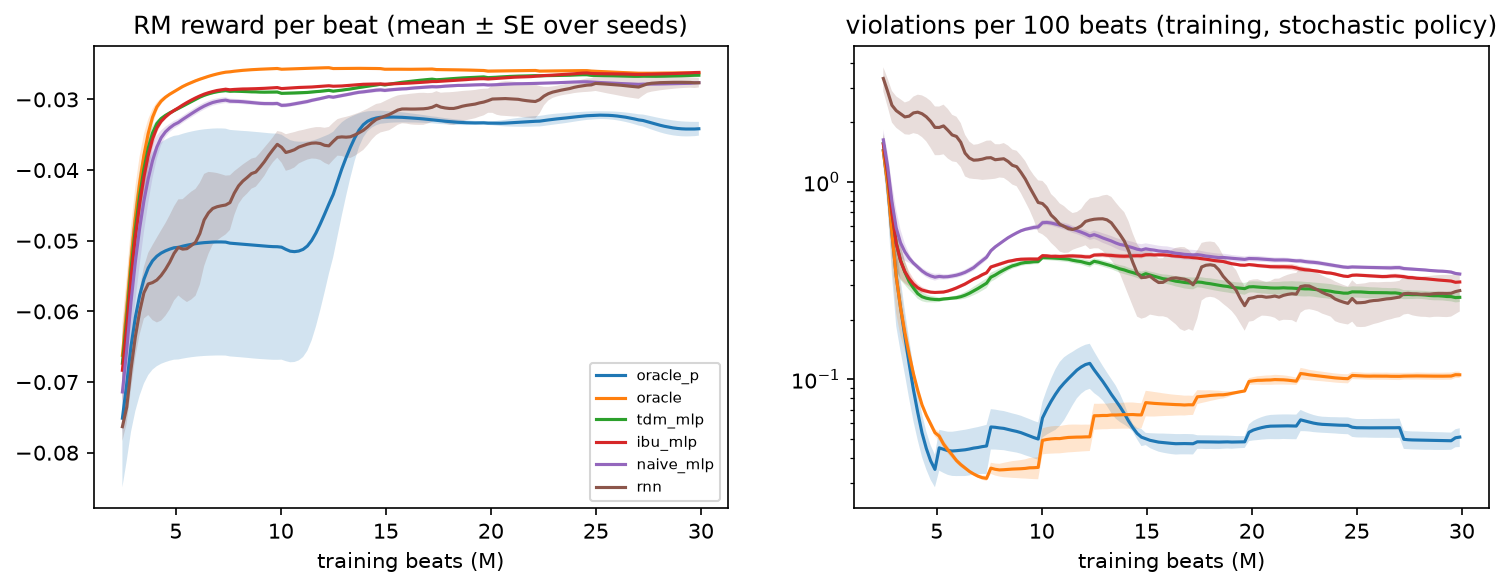 RM reward per beat (mean ± SE over seeds)
−0.03
−0.04
−0.05
−0.06
−0.07
−0.08
5 10 15 20 25 30
training beats (M)
oracle_p
oracle
tdm_mlp
ibu_mlp
naive_mlp
rnn
violations per 100 beats (training, stochastic policy)
10⁰
10⁻¹
5 10 15 20 25 30
training beats (M)